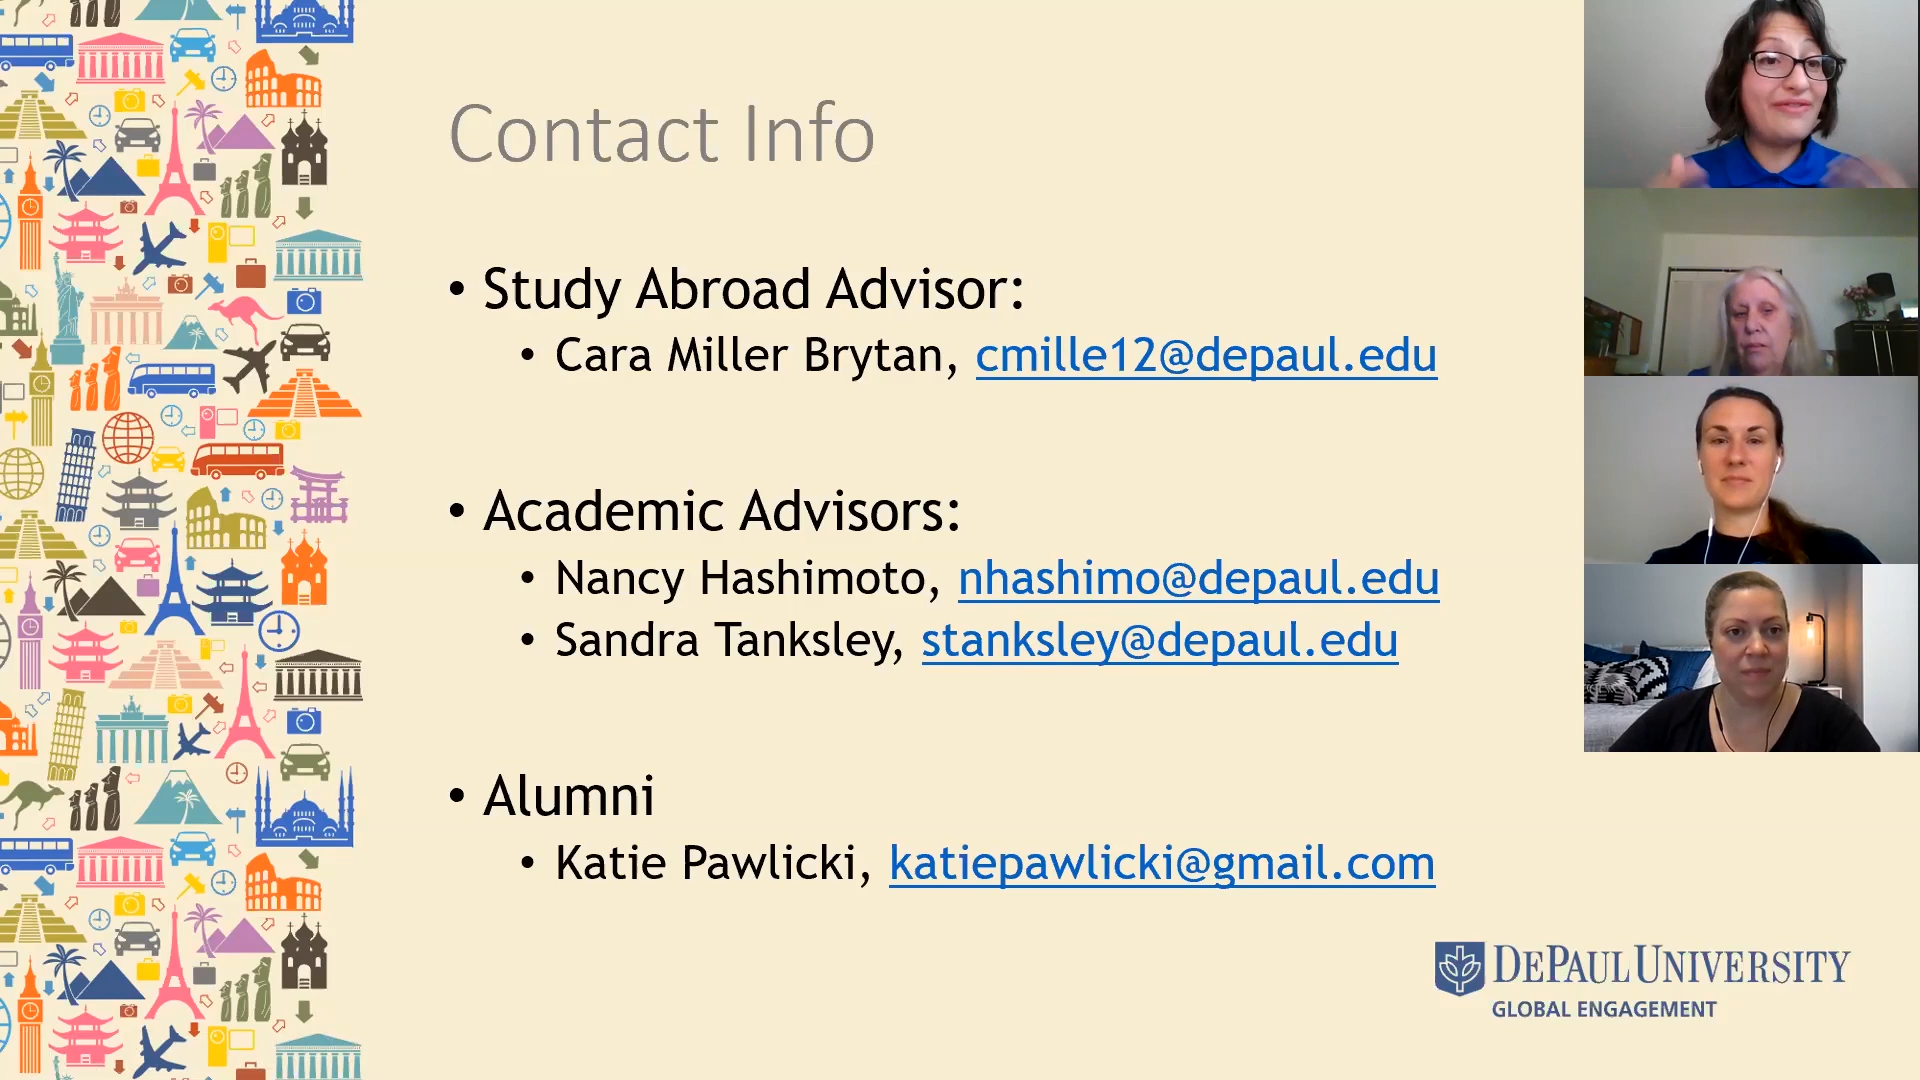 Contact Info
• Study Abroad Advisor:
• Cara Miller Brytan, cmille12@depaul.edu
• Academic Advisors:
• Nancy Hashimoto, nhashimo@depaul.edu
• Sandra Tanksley, stanksley@depaul.edu
• Alumni
• Katie Pawlicki, katiepawlicki@gmail.com
DEPAUL UNIVERSITY
GLOBAL ENGAGEMENT